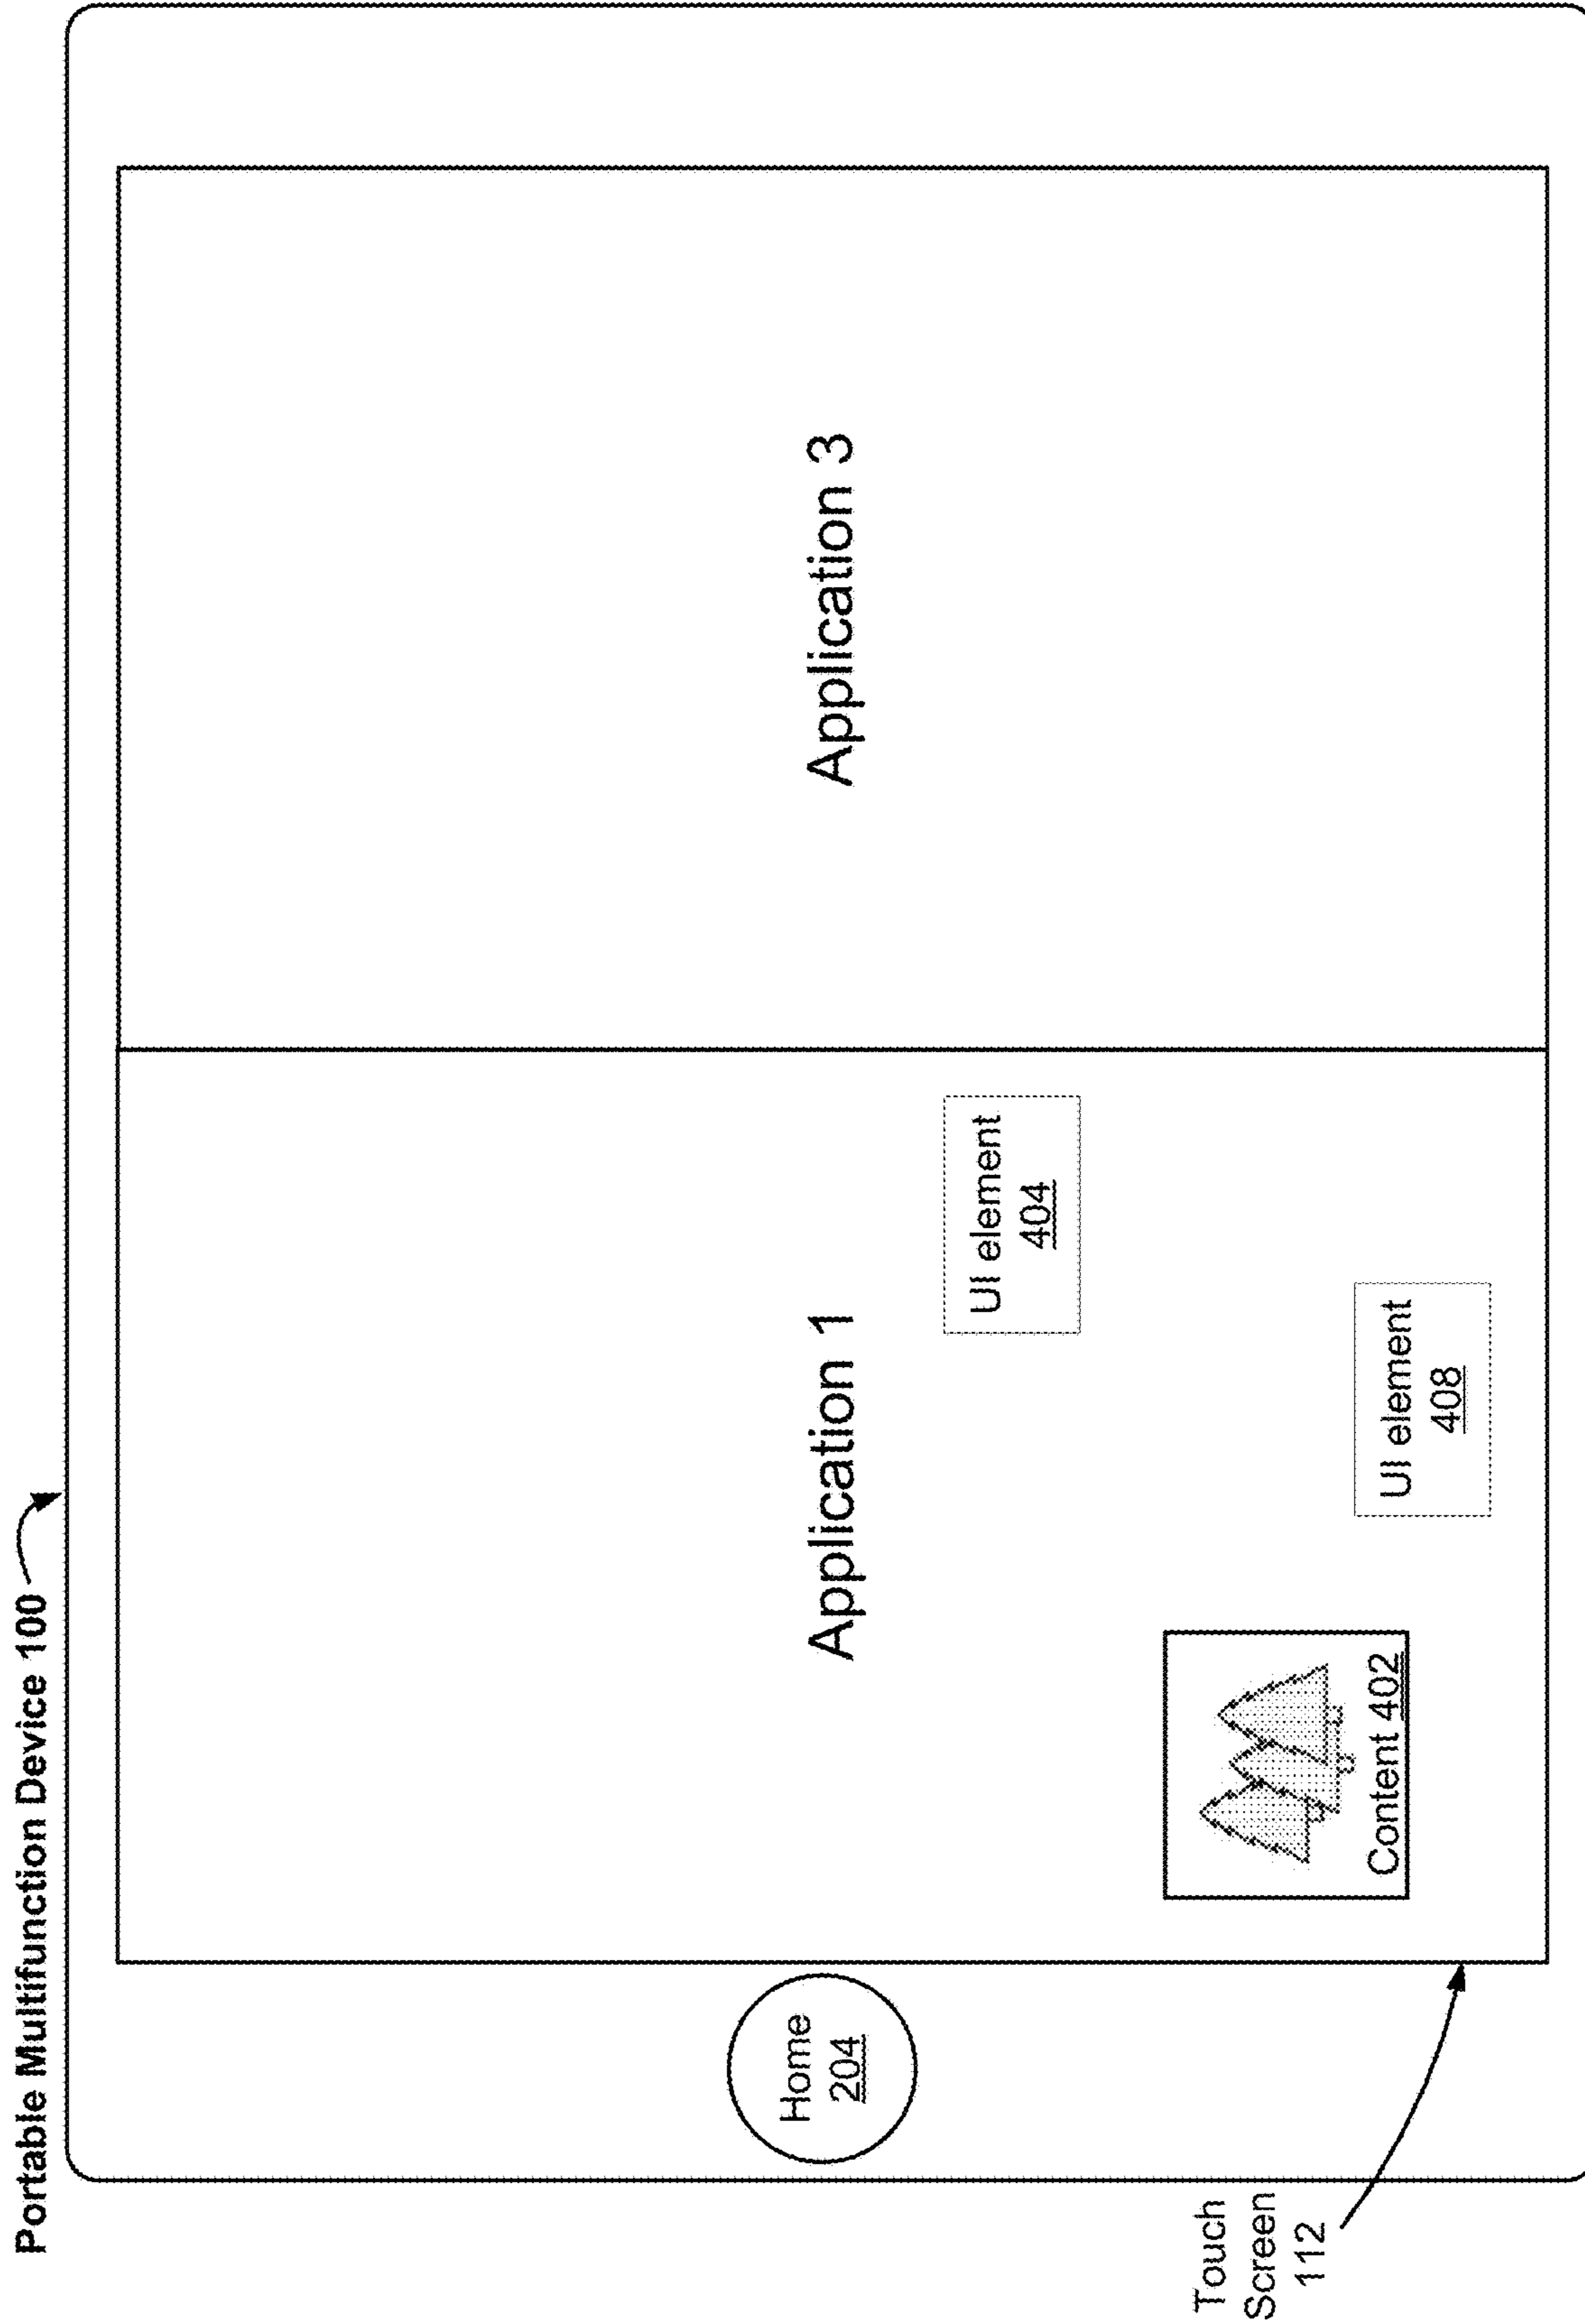 Portable Multifunction Device 100
Home
204
Application 1
Application 3
UI element
404
UI element
408
Content 402
Touch
Screen
112